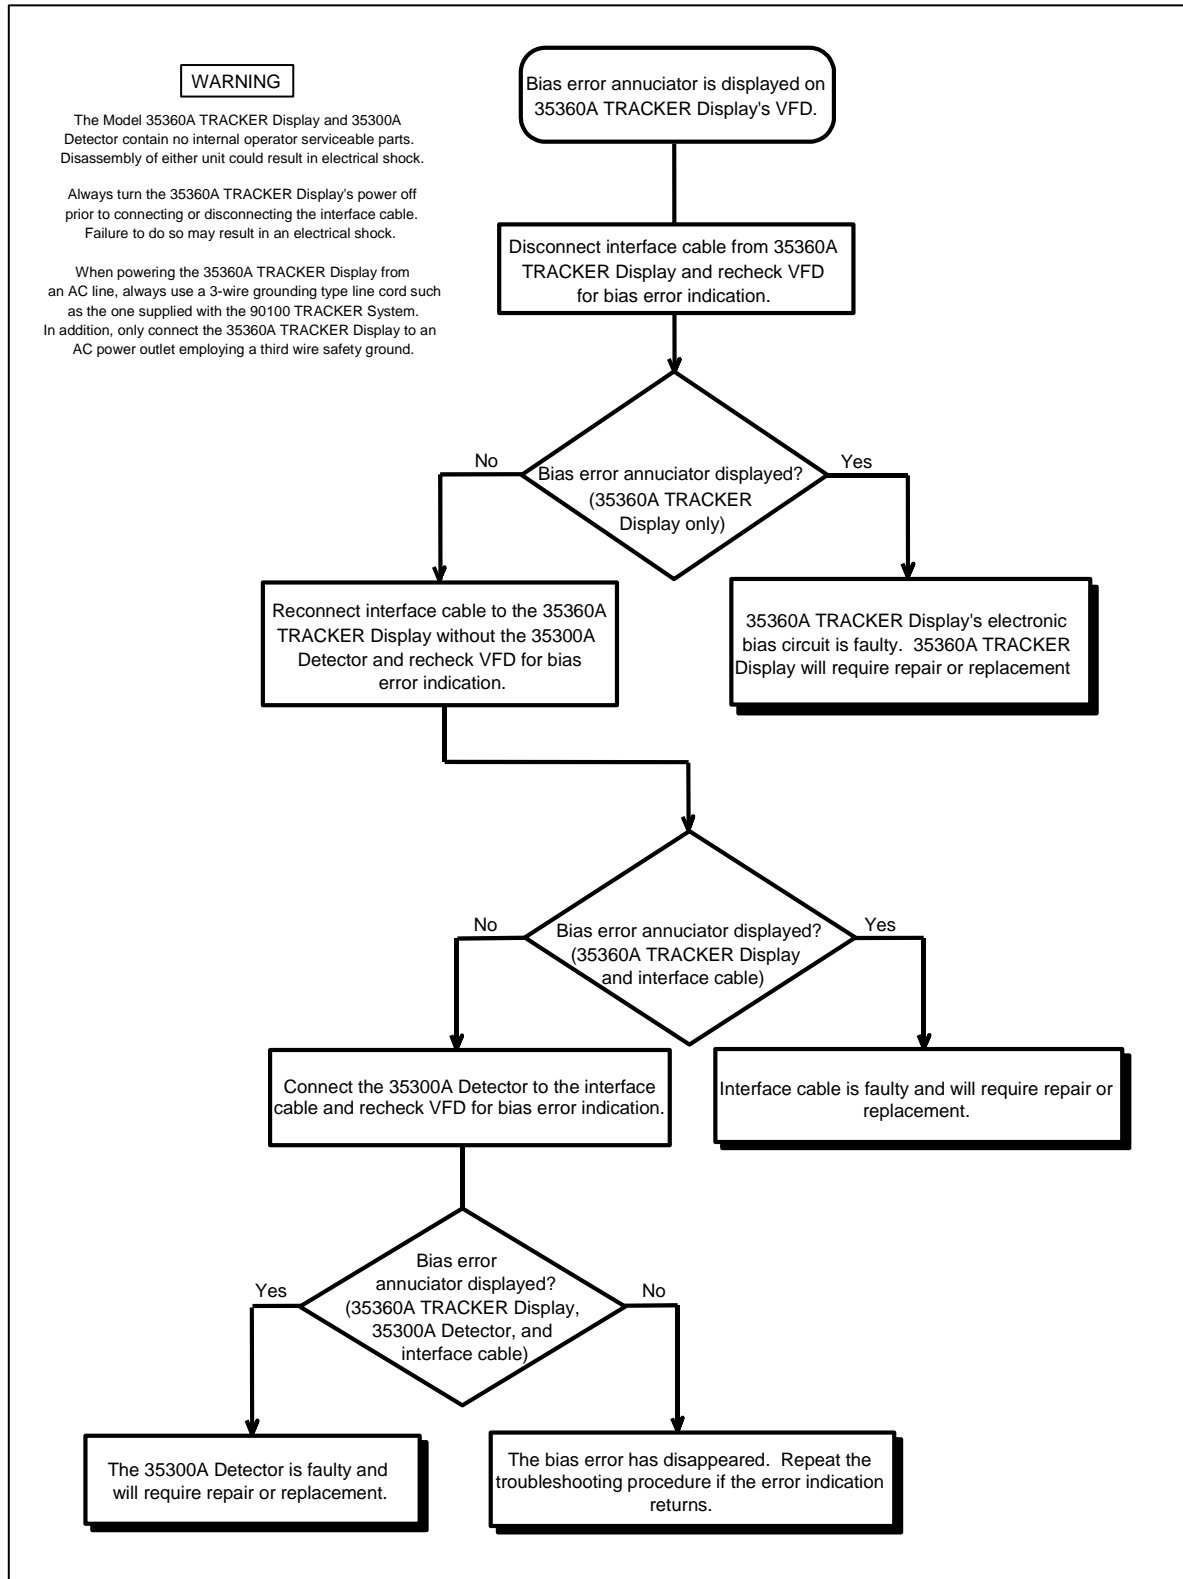 WARNING
The Model 35360A TRACKER Display and 35300A
Detector contain no internal operator serviceable parts.
Disassembly of either unit could result in electrical shock.
Always turn the 35360A TRACKER Display's power off
prior to connecting or disconnecting the interface cable.
Failure to do so may result in an electrical shock.
When powering the 35360A TRACKER Display from
an AC line, always use a 3-wire grounding type line cord such
as the one supplied with the 90100 TRACKER System.
In addition, only connect the 35360A TRACKER Display to an
AC power outlet employing a third wire safety ground.
Bias error annuciator is displayed on
35360A TRACKER Display's VFD.
Disconnect interface cable from 35360A
TRACKER Display and recheck VFD
for bias error indication.
No
Bias error annuciator displayed?
(35360A TRACKER
Display only)
Yes
Reconnect interface cable to the 35360A
TRACKER Display without the 35300A
Detector and recheck VFD for bias
error indication.
35360A TRACKER Display's electronic
bias circuit is faulty. 35360A TRACKER
Display will require repair or replacement
No
Bias error annuciator displayed?
(35360A TRACKER Display
and interface cable)
Yes
Connect the 35300A Detector to the interface
cable and recheck VFD for bias error indication.
Interface cable is faulty and will require repair or
replacement.
Yes
Bias error
annuciator displayed?
(35360A TRACKER Display,
35300A Detector, and
interface cable)
No
The 35300A Detector is faulty and
will require repair or replacement.
The bias error has disappeared. Repeat the
troubleshooting procedure if the error indication
returns.